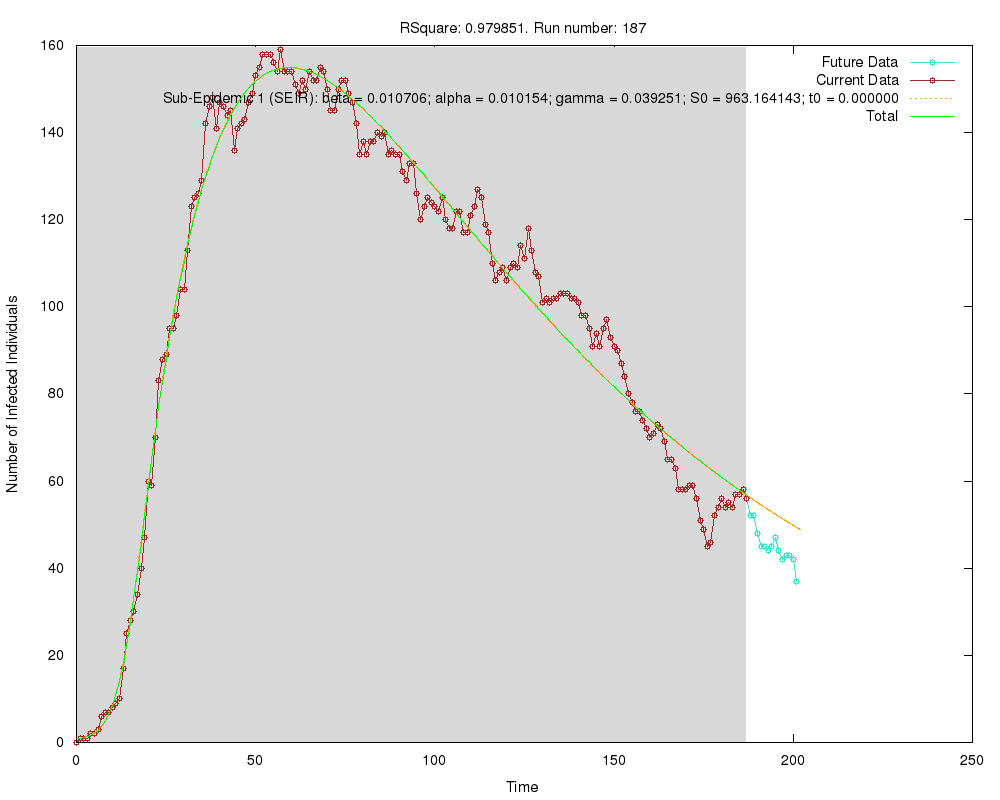 RSquare: 0.979851. Run number: 187
160
140
120
100
80
60
40
20
0
Number of Infected Individuals
Future Data
Current Data
Sub-Epidemic 1 (SEIR): beta = 0.010706; alpha = 0.010154; gamma = 0.039251; S0 = 963.164143; t0 = 0.000000
Total
0 50 100 150 200 250
Time